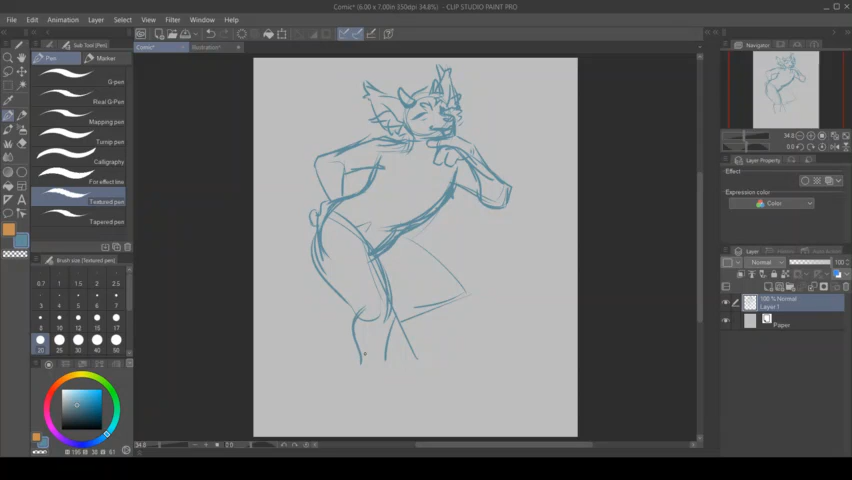 Comic* (6.00 x 7.00in 350dpi 34.8%) - CLIP STUDIO PAINT PRO
File Edit Animation Layer Select View Filter Window Help
Sub Tool [Pen]
Comic*
Illustration*
Navigator
Pen
Marker
G-pen
Real G-Pen
Mapping pen
Turnip pen
Calligraphy
For effect line
Textured pen
Tapered pen
34.8
0.0
Layer Property
Effect
Expression color
Color
Layer
Normal
100
100 % Normal
Layer 1
Paper
Brush size [Textured pen]
0.7 1 1.5 2 2.5
3 4 5 6 7
8 10 12 15 17
20 25 30 40 50
34.8
0.0